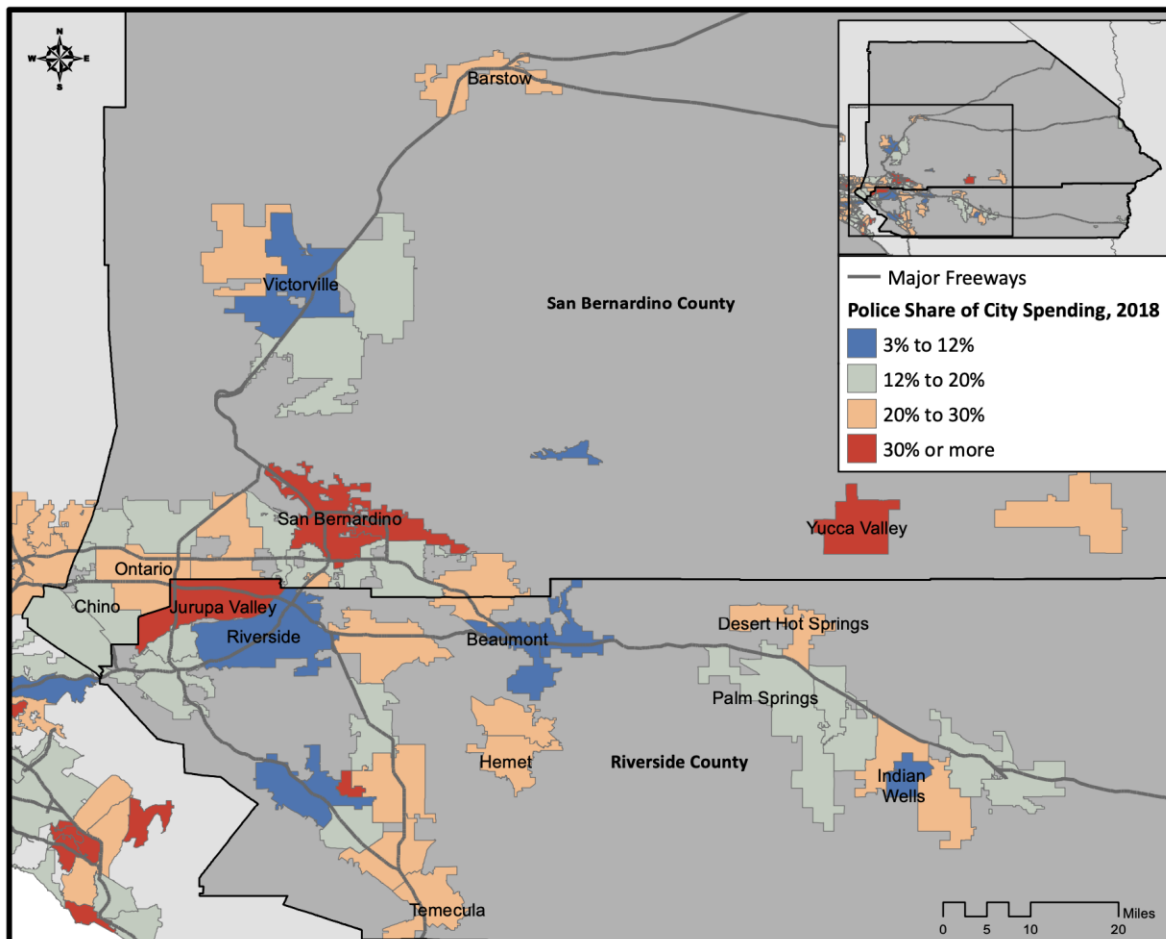 N
W E
S
Barstow
Victorville
San Bernardino County
Major Freeways
Police Share of City Spending, 2018
3% to 12%
12% to 20%
20% to 30%
30% or more
San Bernardino
Yucca Valley
Ontario
Chino
Jurupa Valley
Riverside
Beaumont
Desert Hot Springs
Palm Springs
Hemet
Riverside County
Indian
Wells
Temecula
Miles
0 5 10 20